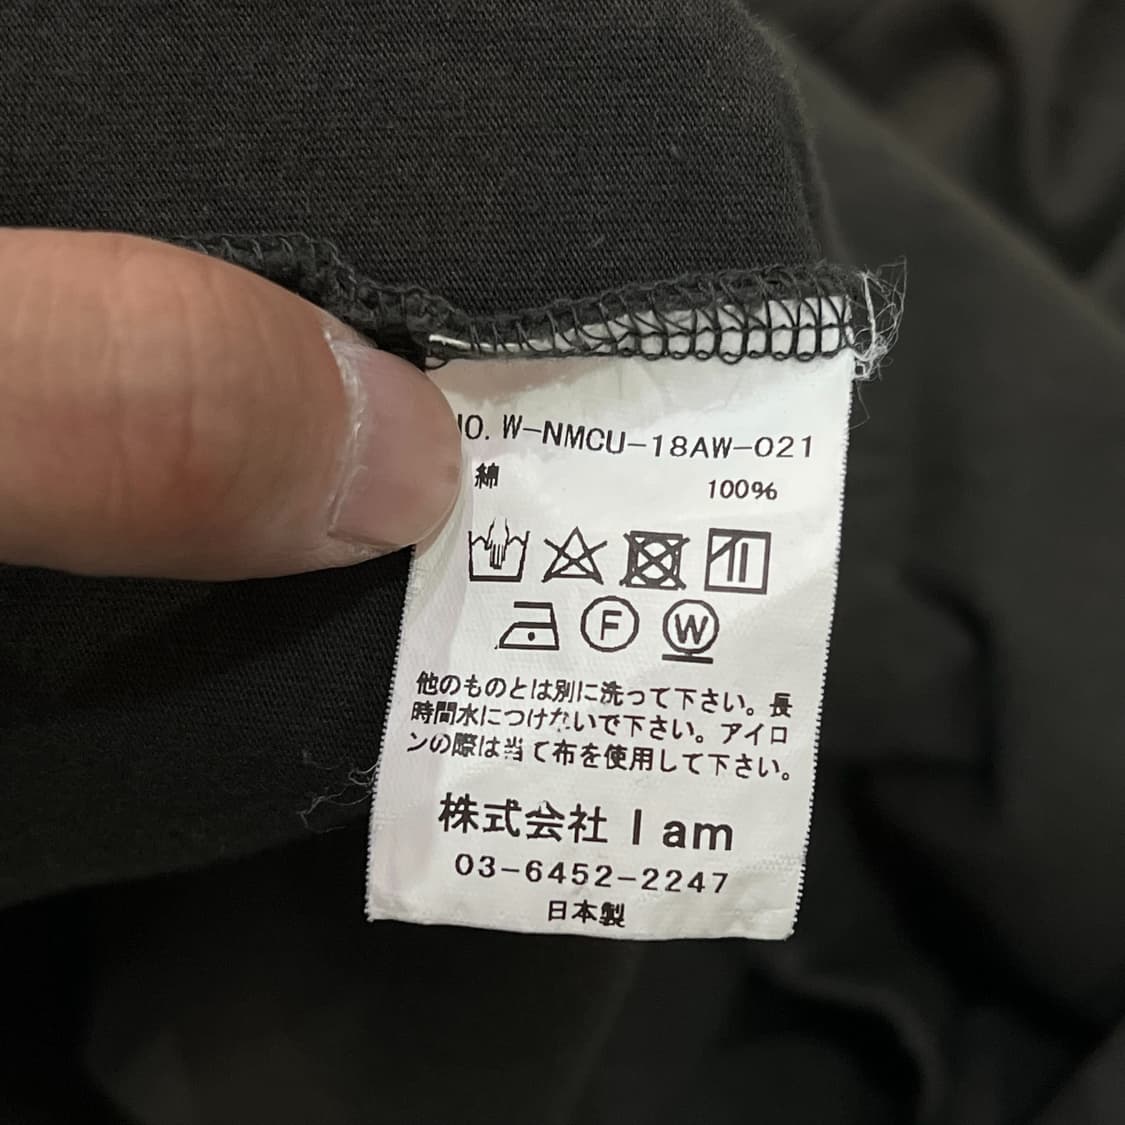 NO. W-NMCU-18AW-021
綿 100%
F W
他のものとは別に洗って下さい。長
時間水につけないで下さい。アイロ
ンの際は当て布を使用して下さい。
株式会社 I am
03-6452-2247
日本製